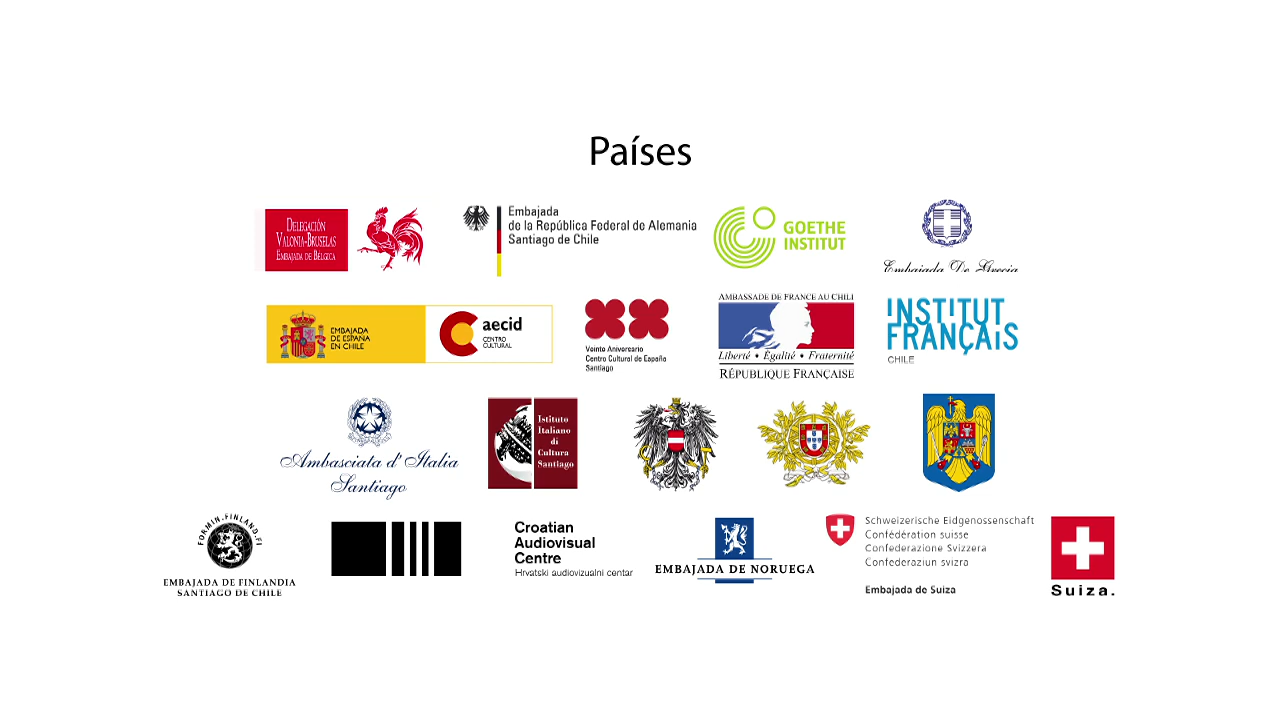 Países
DELEGACIÓN
VALONIA-BRUSELAS
EMBAJADA DE BÉLGICA
Embajada
de la República Federal de Alemania
Santiago de Chile
GOETHE
INSTITUT
Embajada De Grecia
EMBAJADA
DE ESPAÑA
EN CHILE
aecid
CENTRO
CULTURAL
Veinte Aniversario
Centro Cultural de España
Santiago
AMBASSADE DE FRANCE AU CHILI
Liberté • Égalité • Fraternité
RÉPUBLIQUE FRANÇAISE
INSTITUT
FRANÇAIS
CHILE
Ambasciata d' Italia
Santiago
Istituto
Italiano
di
Cultura
Santiago
FORMIN.FINLAND.FI
EMBAJADA DE FINLANDIA
SANTIAGO DE CHILE
Croatian
Audiovisual
Centre
Hrvatski audiovizualni centar
EMBAJADA DE NORUEGA
Schweizerische Eidgenossenschaft
Confédération suisse
Confederazione Svizzera
Confederaziun svizra
Embajada de Suiza
Suiza.